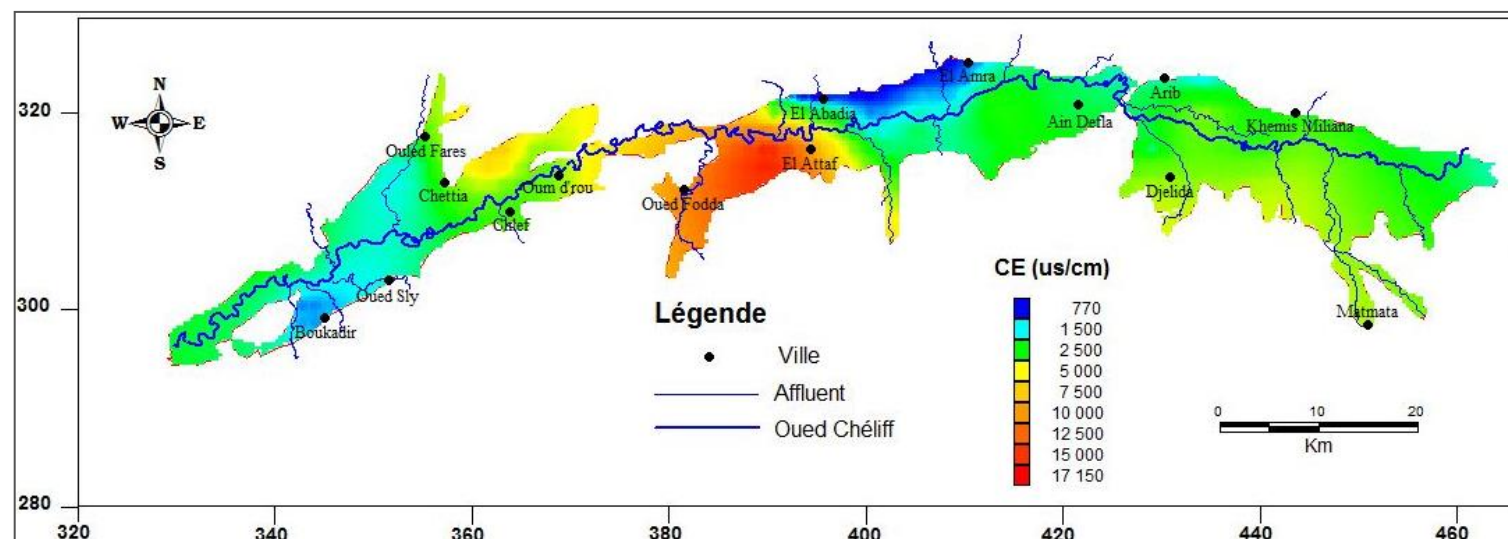 320
300
280
320
340
360
380
400
420
440
460
N
W
E
S
Ouled Fares
Chettia
Oum d'rou
Chlef
Oued Sly
Boukadir
Oued Fodda
El Attaf
El Abadia
El Amra
Ain Defla
Arib
Khemis Miliana
Djelida
Matmata
Légende
Ville
Affluent
Oued Chéliff
CE (us/cm)
770
1 500
2 500
5 000
7 500
10 000
12 500
15 000
17 150
0
10
20
Km